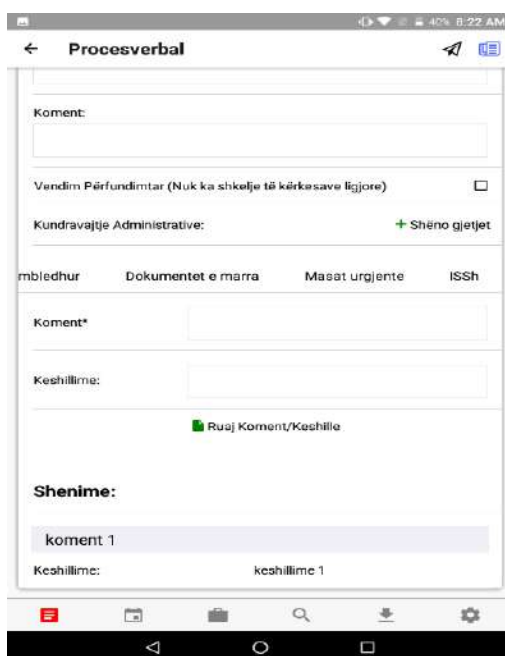 40% 8:22 AM
Procesverbal
Koment:
Vendim Përfundimtar (Nuk ka shkelje të kërkesave ligjore)
Kundravajtje Administrative: + Shëno gjetjet
mbledhur Dokumentet e marra Masat urgjente ISSh
Koment*
Keshillime:
Ruaj Koment/Keshille
Shenime:
koment 1
Keshillime: keshillime 1